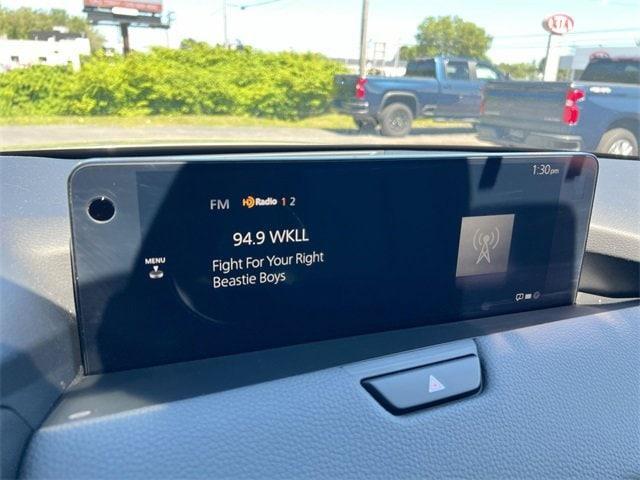 KIA
1:30pm
FM HD Radio 1 2
94.9 WKLL
MENU
Fight For Your Right
Beastie Boys